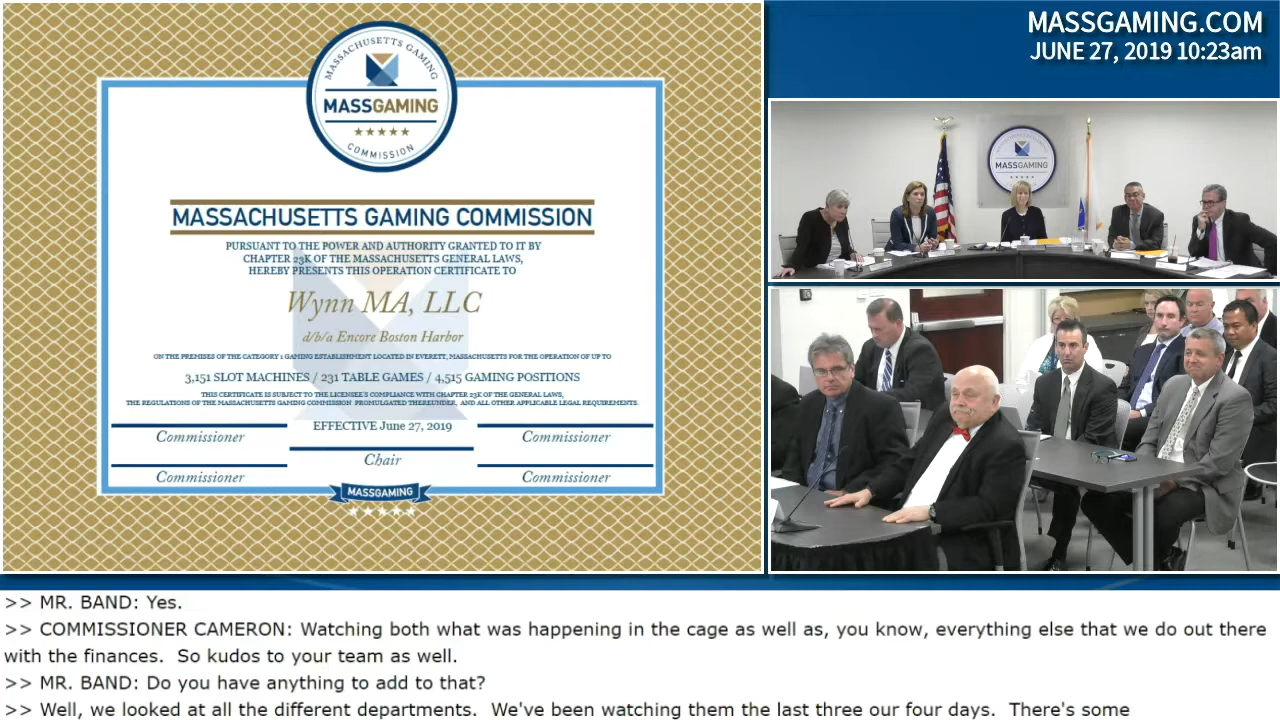 MASSACHUSETTS GAMING
MASSGAMING
COMMISSION
MASSACHUSETTS GAMING COMMISSION
PURSUANT TO THE POWER AND AUTHORITY GRANTED TO IT BY
CHAPTER 23K OF THE MASSACHUSETTS GENERAL LAWS,
HEREBY PRESENTS THIS OPERATION CERTIFICATE TO
Wynn MA, LLC
d/b/a Encore Boston Harbor
ON THE PREMISES OF THE CATEGORY 1 GAMING ESTABLISHMENT LOCATED IN EVERETT, MASSACHUSETTS FOR THE OPERATION OF UP TO
3,151 SLOT MACHINES / 231 TABLE GAMES / 4,515 GAMING POSITIONS
THIS CERTIFICATE IS SUBJECT TO THE LICENSEE'S COMPLIANCE WITH CHAPTER 23K OF THE GENERAL LAWS,
THE REGULATIONS OF THE MASSACHUSETTS GAMING COMMISSION PROMULGATED THEREUNDER, AND ALL OTHER APPLICABLE LEGAL REQUIREMENTS.
EFFECTIVE June 27, 2019
Commissioner
Commissioner
Chair
Commissioner
Commissioner
MASSGAMING
MASSGAMING.COM
JUNE 27, 2019 10:23am
MASSGAMING
>> MR. BAND: Yes.
>> COMMISSIONER CAMERON: Watching both what was happening in the cage as well as, you know, everything else that we do out there
with the finances. So kudos to your team as well.
>> MR. BAND: Do you have anything to add to that?
>> Well, we looked at all the different departments. We've been watching them the last three our four days. There's some